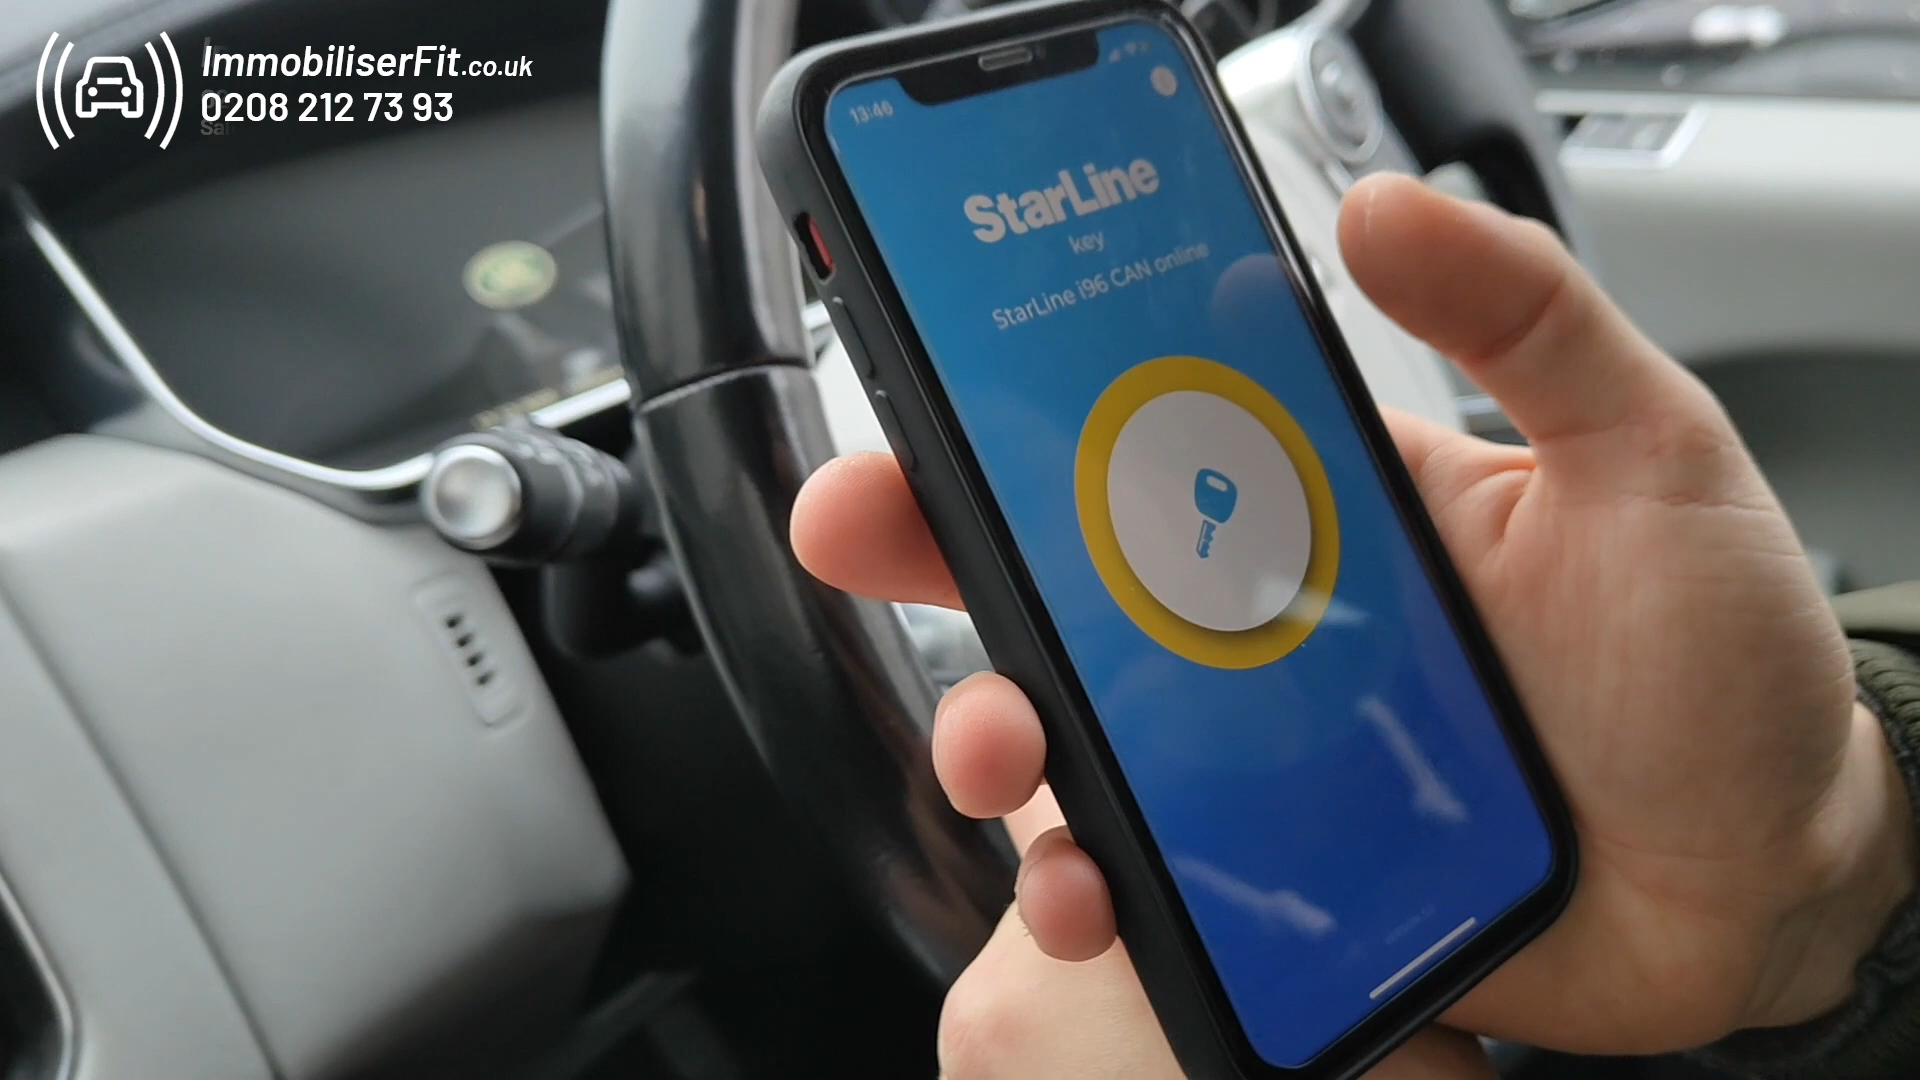 ImmobiliserFit.co.uk
0208 212 73 93
13:46
StarLine
key
StarLine i96 CAN online